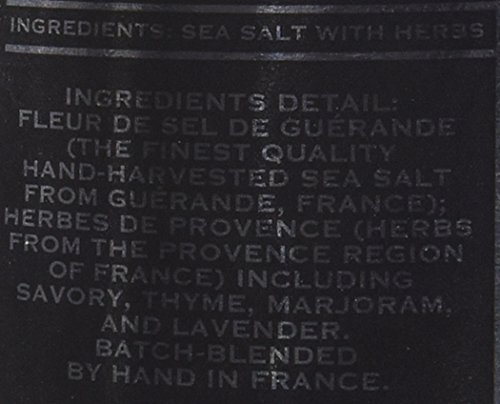 INGREDIENTS: SEA SALT WITH HERBS
INGREDIENTS DETAIL:
FLEUR DE SEL DE GUÉRANDE
(THE FINEST QUALITY
HAND-HARVESTED SEA SALT
FROM GUÉRANDE, FRANCE);
HERBES DE PROVENCE (HERBS
FROM THE PROVENCE REGION
OF FRANCE) INCLUDING
SAVORY, THYME, MARJORAM,
AND LAVENDER.
BATCH-BLENDED
BY HAND IN FRANCE.